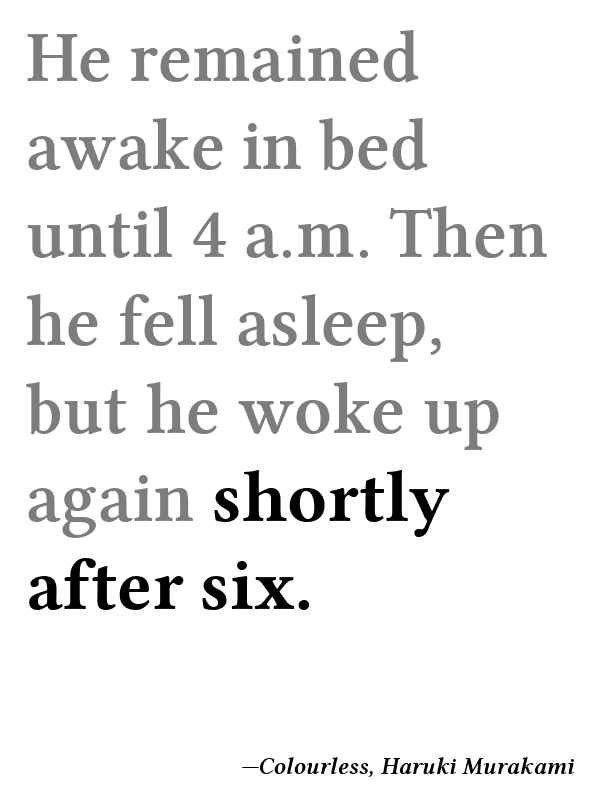 He remained
awake in bed
until 4 a.m. Then
he fell asleep,
but he woke up
again shortly
after six.
—Colourless, Haruki Murakami